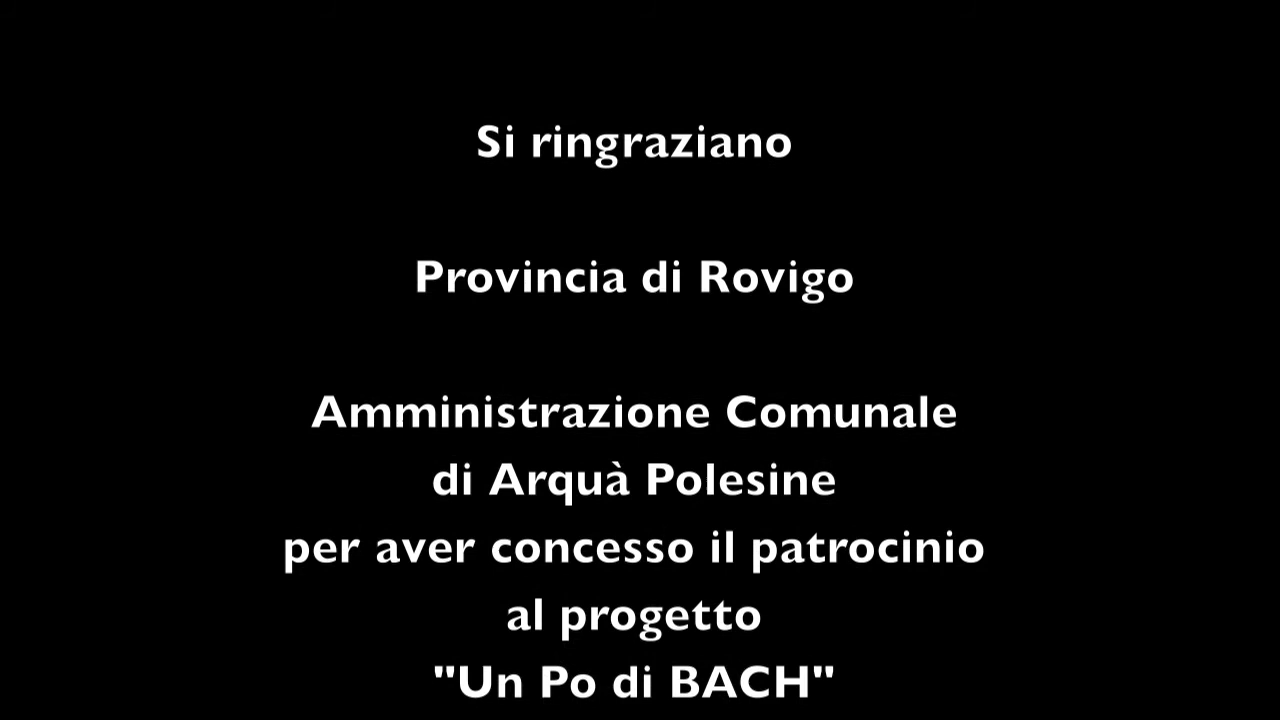 Si ringraziano
Provincia di Rovigo
Amministrazione Comunale
di Arquà Polesine
per aver concesso il patrocinio
al progetto
"Un Po di BACH"